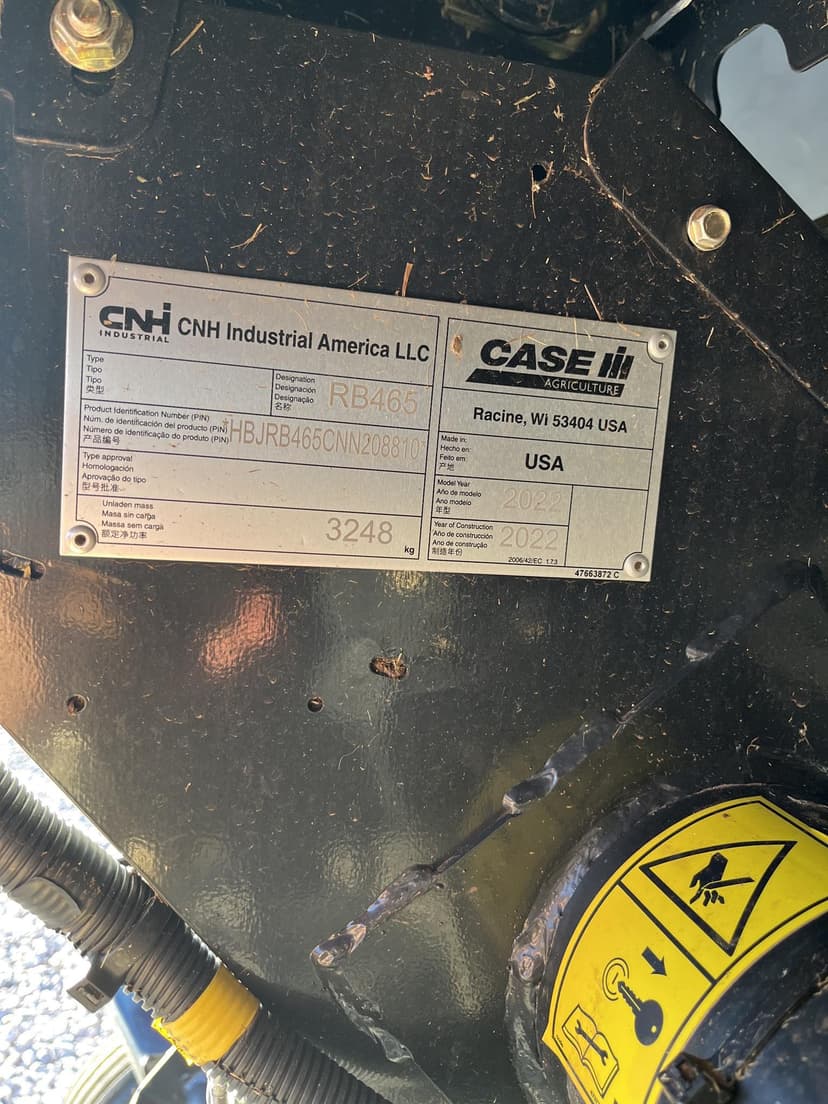 CNH
INDUSTRIAL
CNH Industrial America LLC
Type
Tipo
Tipo
类型
Designation
Designación
Designação
名称
RB465
Product Identification Number (PIN)
Núm. de identificación del producto (PIN)
Número de identificação do produto (PIN)
产品编号
*HBJRB465CNN208810*
Type approval
Homologación
Aprovação do tipo
型号批准
Unladen mass
Masa sin carga
Massa sem carga
额定净功率
3248
kg
CASE IH
AGRICULTURE
Racine, Wi 53404 USA
Made in:
Hecho en:
Feito em:
产地
USA
Model Year
Año de modelo
Ano modelo
年型
2022
Year of Construction
Año de construcción
Ano de construção
制造年份
2022
2006/42/EC 1.7.3
47663872 C